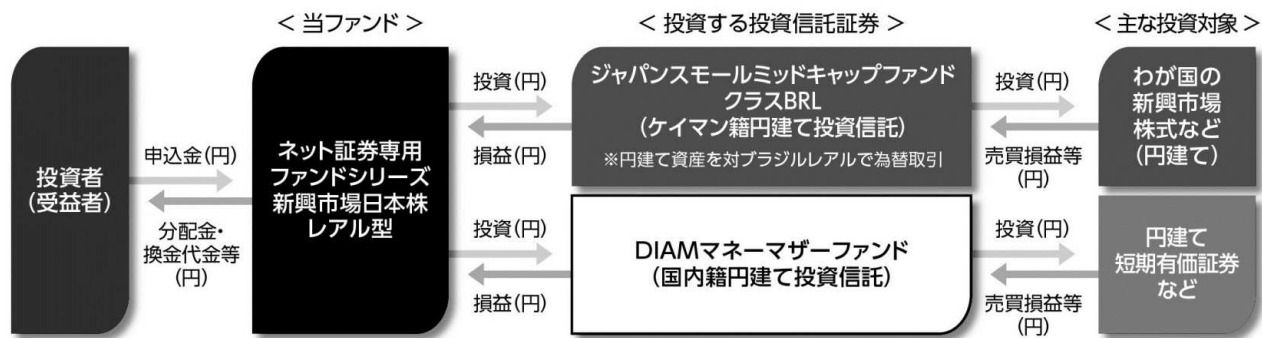 ＜当ファンド＞
＜投資する投資信託証券＞
＜主な投資対象＞
投資者
(受益者)
申込金(円)
分配金・
換金代金等
(円)
ネット証券専用
ファンドシリーズ
新興市場日本株
レアル型
投資(円)
損益(円)
ジャパンスモールミッドキャップファンド
クラスBRL
(ケイマン籍円建て投資信託)
※円建て資産を対ブラジルレアルで為替取引
投資(円)
売買損益等
(円)
わが国の
新興市場
株式など
(円建て)
投資(円)
損益(円)
DIAMマネーマザーファンド
(国内籍円建て投資信託)
投資(円)
売買損益等
(円)
円建て
短期有価証券
など